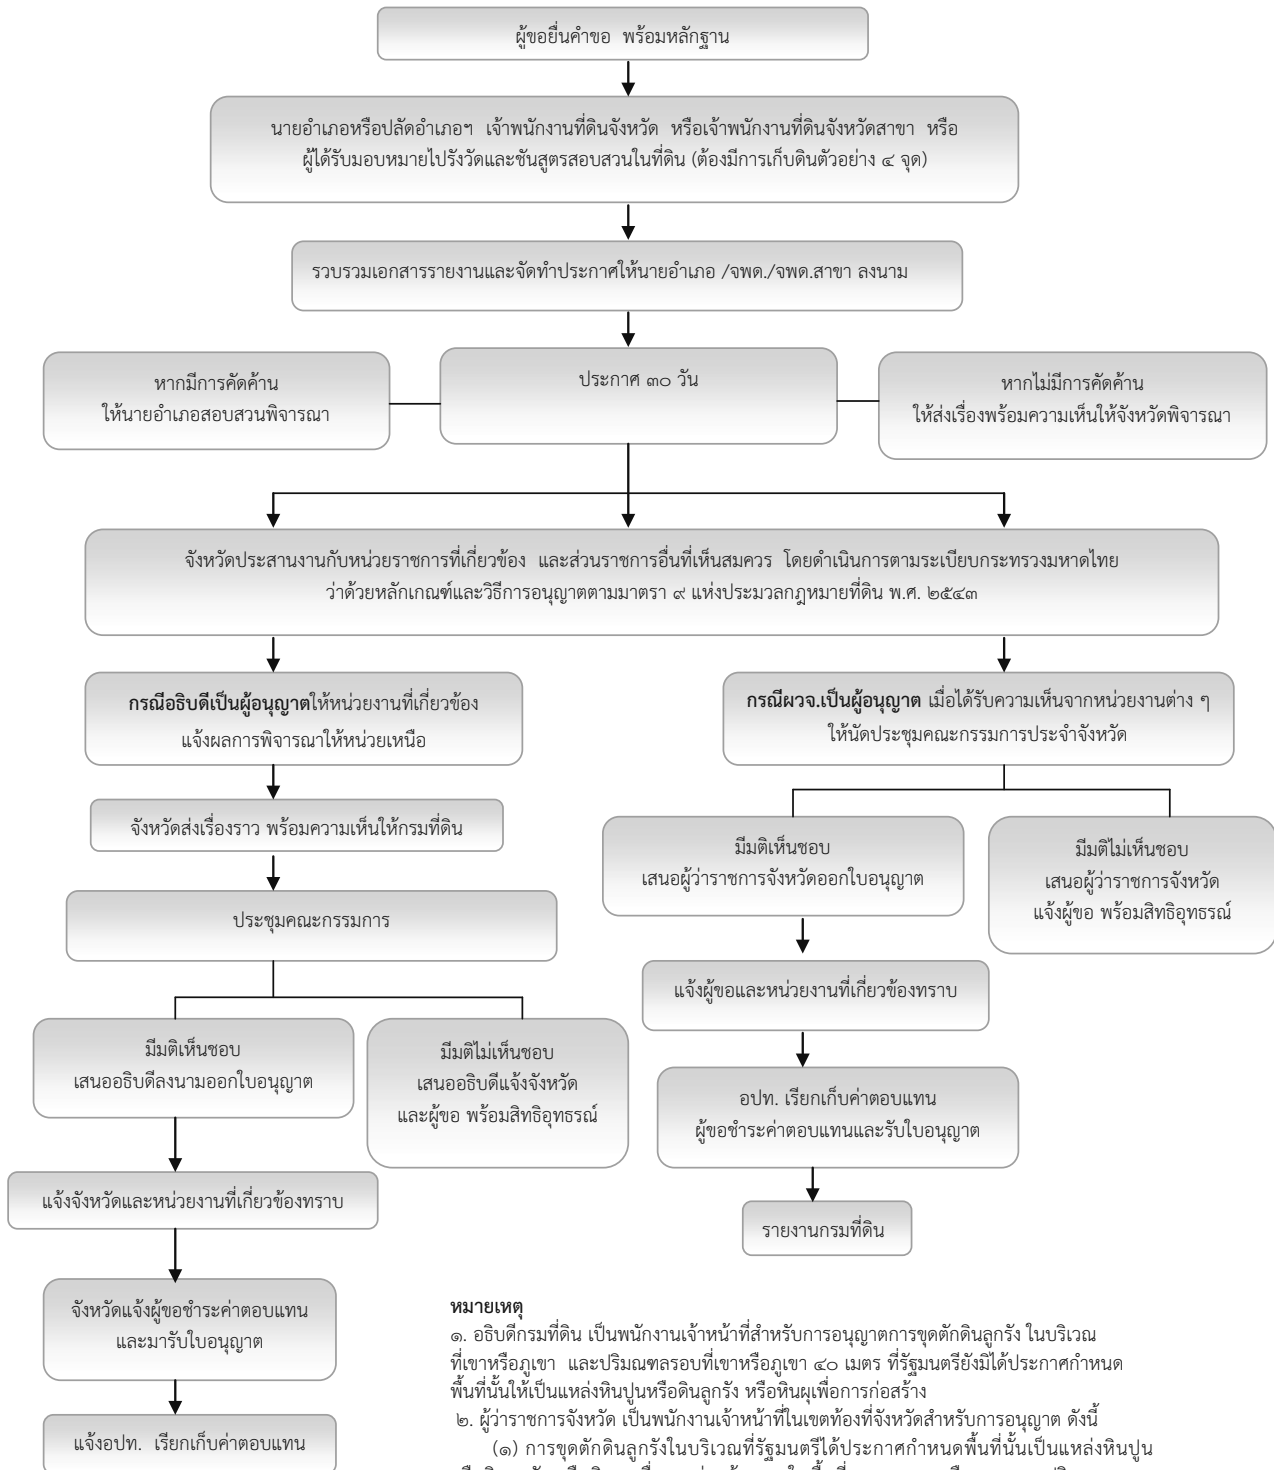 ผู้ขอยื่นคำขอ พร้อมหลักฐาน
นายอำเภอหรือปลัดอำเภอฯ เจ้าพนักงานที่ดินจังหวัด หรือเจ้าพนักงานที่ดินจังหวัดสาขา หรือ
ผู้ได้รับมอบหมายไปรังวัดและชันสูตรสอบสวนในที่ดิน (ต้องมีการเก็บดินตัวอย่าง ๔ จุด)
รวบรวมเอกสารรายงานและจัดทำประกาศให้นายอำเภอ /จพด./จพด.สาขา ลงนาม
หากมีการคัดค้าน
ให้นายอำเภอสอบสวนพิจารณา
ประกาศ ๓๐ วัน
หากไม่มีการคัดค้าน
ให้ส่งเรื่องพร้อมความเห็นให้จังหวัดพิจารณา
จังหวัดประสานงานกับหน่วยราชการที่เกี่ยวข้อง และส่วนราชการอื่นที่เห็นสมควร โดยดำเนินการตามระเบียบกระทรวงมหาดไทย
ว่าด้วยหลักเกณฑ์และวิธีการอนุญาตตามมาตรา ๙ แห่งประมวลกฎหมายที่ดิน พ.ศ. ๒๕๔๓
กรณีอธิบดีเป็นผู้อนุญาตให้หน่วยงานที่เกี่ยวข้อง
แจ้งผลการพิจารณาให้หน่วยเหนือ
จังหวัดส่งเรื่องราว พร้อมความเห็นให้กรมที่ดิน
ประชุมคณะกรรมการ
มีมติเห็นชอบ
เสนออธิบดีลงนามออกใบอนุญาต
มีมติไม่เห็นชอบ
เสนออธิบดีแจ้งจังหวัด
และผู้ขอ พร้อมสิทธิอุทธรณ์
แจ้งจังหวัดและหน่วยงานที่เกี่ยวข้องทราบ
จังหวัดแจ้งผู้ขอชำระค่าตอบแทน
และมารับใบอนุญาต
แจ้งอปท. เรียกเก็บค่าตอบแทน
กรณีผวจ.เป็นผู้อนุญาต เมื่อได้รับความเห็นจากหน่วยงานต่าง ๆ
ให้นัดประชุมคณะกรรมการประจำจังหวัด
มีมติเห็นชอบ
เสนอผู้ว่าราชการจังหวัดออกใบอนุญาต
มีมติไม่เห็นชอบ
เสนอผู้ว่าราชการจังหวัด
แจ้งผู้ขอ พร้อมสิทธิอุทธรณ์
แจ้งผู้ขอและหน่วยงานที่เกี่ยวข้องทราบ
อปท. เรียกเก็บค่าตอบแทน
ผู้ขอชำระค่าตอบแทนและรับใบอนุญาต
รายงานกรมที่ดิน
หมายเหตุ
๑. อธิบดีกรมที่ดิน เป็นพนักงานเจ้าหน้าที่สำหรับการอนุญาตการขุดตักดินลูกรัง ในบริเวณ
ที่เขาหรือภูเขา และปริมณฑลรอบที่เขาหรือภูเขา ๔๐ เมตร ที่รัฐมนตรียังมิได้ประกาศกำหนด
พื้นที่นั้นให้เป็นแหล่งหินปูนหรือดินลูกรัง หรือหินผุเพื่อการก่อสร้าง
๒. ผู้ว่าราชการจังหวัด เป็นพนักงานเจ้าหน้าที่ในเขตท้องที่จังหวัดสำหรับการอนุญาต ดังนี้
(๑) การขุดตักดินลูกรังในบริเวณที่รัฐมนตรีได้ประกาศกำหนดพื้นที่นั้นเป็นแหล่งหินปูน